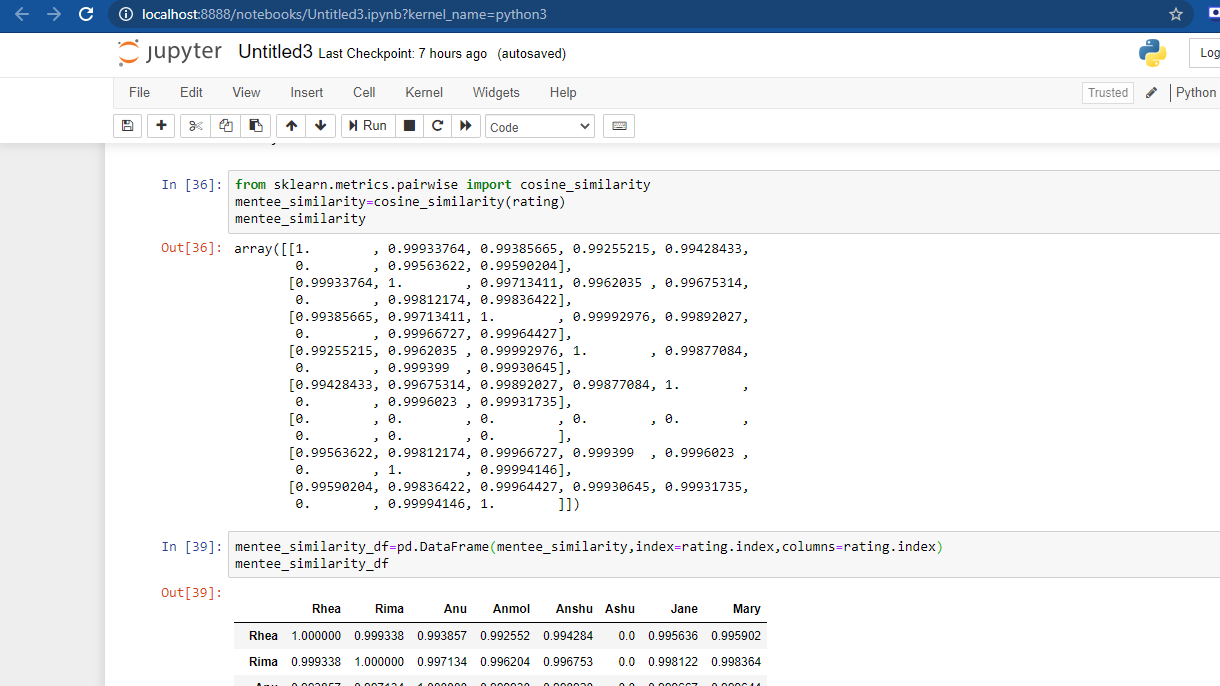 localhost:8888/notebooks/Untitled3.ipynb?kernel_name=python3
jupyter Untitled3 Last Checkpoint: 7 hours ago (autosaved)
Log
File Edit View Insert Cell Kernel Widgets Help
Trusted
Python
Run
Code
In [36]:
from sklearn.metrics.pairwise import cosine_similarity
mentee_similarity=cosine_similarity(rating)
mentee_similarity
Out[36]:
array([[1.        , 0.99933764, 0.99385665, 0.99255215, 0.99428433,
0.        , 0.99563622, 0.99590204],
[0.99933764, 1.        , 0.99713411, 0.9962035 , 0.99675314,
0.        , 0.99812174, 0.99836422],
[0.99385665, 0.99713411, 1.        , 0.99992976, 0.99892027,
0.        , 0.99966727, 0.99964427],
[0.99255215, 0.9962035 , 0.99992976, 1.        , 0.99877084,
0.        , 0.999399  , 0.99930645],
[0.99428433, 0.99675314, 0.99892027, 0.99877084, 1.        ,
0.        , 0.9996023 , 0.99931735],
[0.        , 0.        , 0.        , 0.        , 0.        ,
0.        , 0.        , 0.        ],
[0.99563622, 0.99812174, 0.99966727, 0.999399  , 0.9996023 ,
0.        , 1.        , 0.99994146],
[0.99590204, 0.99836422, 0.99964427, 0.99930645, 0.99931735,
0.        , 0.99994146, 1.        ]])
In [39]:
mentee_similarity_df=pd.DataFrame(mentee_similarity,index=rating.index,columns=rating.index)
mentee_similarity_df
Out[39]:
Rhea Rima Anu Anmol Anshu Ashu Jane Mary
Rhea 1.000000 0.999338 0.993857 0.992552 0.994284 0.0 0.995636 0.995902
Rima 0.999338 1.000000 0.997134 0.996204 0.996753 0.0 0.998122 0.998364